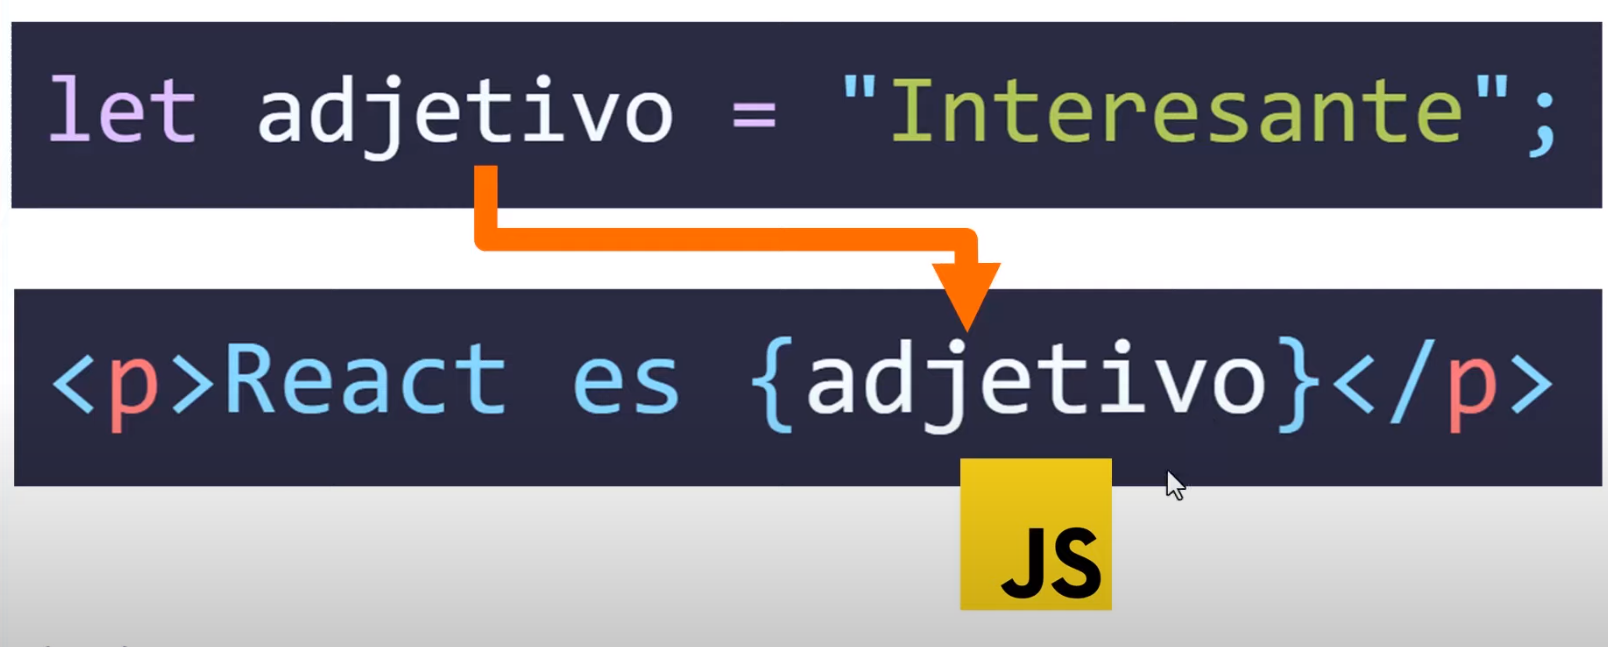 let adjetivo = "Interesante";
<p>React es {adjetivo}</p>
JS